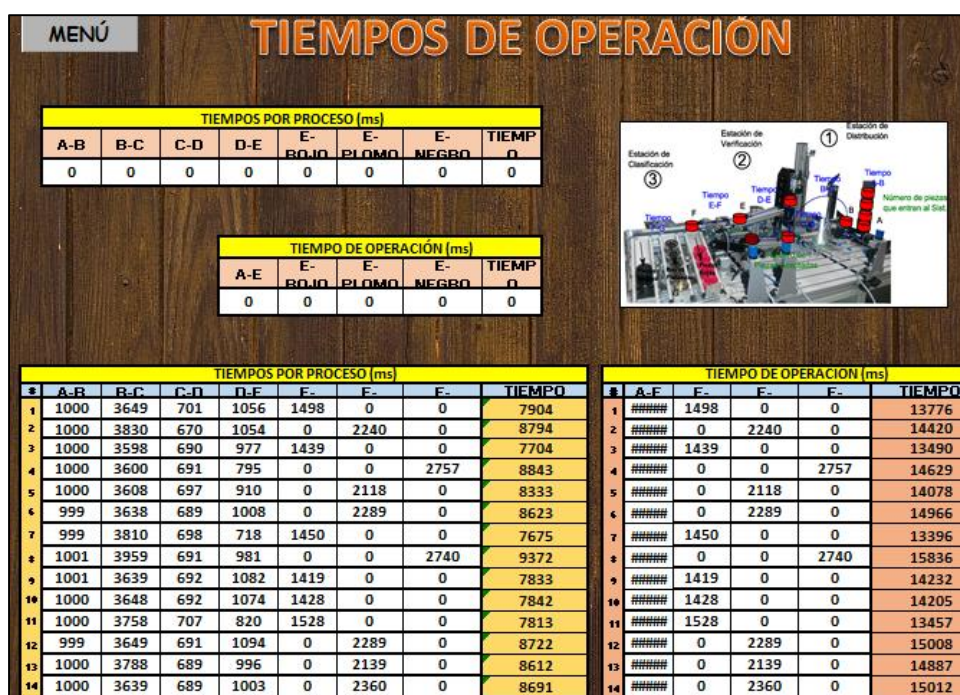 MENÚ
TIEMPOS DE OPERACIÓN
TIEMPOS POR PROCESO (ms)
A-B B-C C-D D-E E-ROJO E-PLOMO E-NEGRO TIEMPO
0 0 0 0 0 0 0 0
TIEMPO DE OPERACIÓN (ms)
A-E E-ROJO E-PLOMO E-NEGRO TIEMPO
0 0 0 0 0
Estación de Clasificación
3
Estación de Verificación
2
1
Estación de Distribución
Tiempo E-F
Tiempo D-E
Tiempo
Tiempo
Número de piezas que entran al Sist.
F
E
B
A
TIEMPOS POR PROCESO (ms)
# A-B B-C C-D D-E E- E- E- TIEMPO
1 1000 3649 701 1056 1498 0 0 7904
2 1000 3830 670 1054 0 2240 0 8794
3 1000 3598 690 977 1439 0 0 7704
4 1000 3600 691 795 0 0 2757 8843
5 1000 3608 697 910 0 2118 0 8333
6 999 3638 689 1008 0 2289 0 8623
7 999 3810 698 718 1450 0 0 7675
8 1001 3959 691 981 0 0 2740 9372
9 1001 3639 692 1082 1419 0 0 7833
10 1000 3648 692 1074 1428 0 0 7842
11 1000 3758 707 820 1528 0 0 7813
12 999 3649 691 1094 0 2289 0 8722
13 1000 3788 689 996 0 2139 0 8612
14 1000 3639 689 1003 0 2360 0 8691
TIEMPO DE OPERACIÓN (ms)
# A-E E- E- E- TIEMPO
1 ##### 1498 0 0 13776
2 ##### 0 2240 0 14420
3 ##### 1439 0 0 13490
4 ##### 0 0 2757 14629
5 ##### 0 2118 0 14078
6 ##### 0 2289 0 14966
7 ##### 1450 0 0 13396
8 ##### 0 0 2740 15836
9 ##### 1419 0 0 14232
10 ##### 1428 0 0 14205
11 ##### 1528 0 0 13457
12 ##### 0 2289 0 15008
13 ##### 0 2139 0 14887
14 ##### 0 2360 0 15012